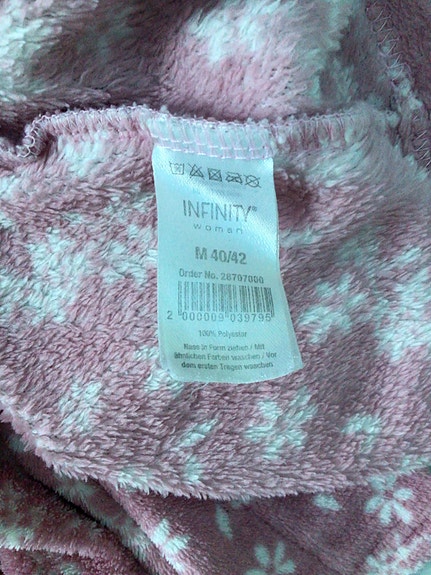 INFINITY®
woman
M 40/42
Order No. 26707000
2 000009 039795
100% Polyester
Nass in Form ziehen / Mit
ähnlichen Farben waschen / Vor
dem ersten Tragen waschen